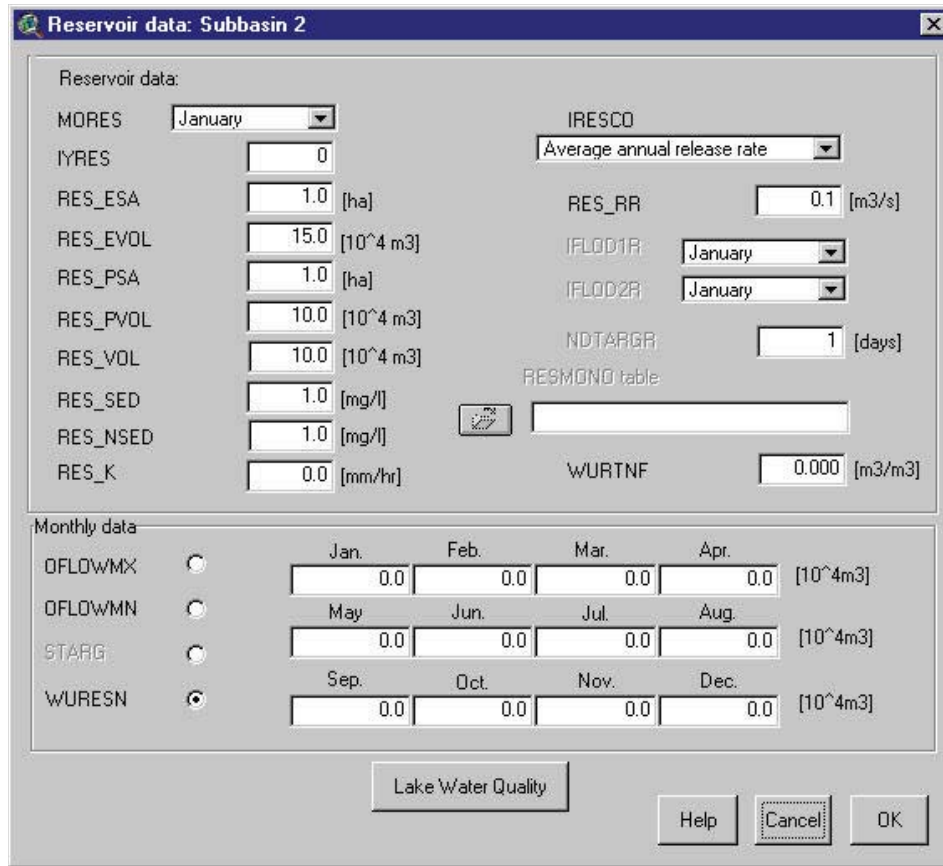 Reservoir data: Subbasin 2
Reservoir data:
MORES January
IYRES 0
RES_ESA 1.0 [ha]
RES_EVOL 15.0 [10^4 m3]
RES_PSA 1.0 [ha]
RES_PVOL 10.0 [10^4 m3]
RES_VOL 10.0 [10^4 m3]
RES_SED 1.0 [mg/l]
RES_NSED 1.0 [mg/l]
RES_K 0.0 [mm/hr]
IRESCO
Average annual release rate
RES_RR 0.1 [m3/s]
IFLOD1R January
IFLOD2R January
NDTARGR 1 [days]
RESMONO table
WURTNF 0.000 [m3/m3]
Monthly data
OFLOWMX
OFLOWMN
STARG
WURESN
Jan. Feb. Mar. Apr.
0.0 0.0 0.0 0.0 [10^4m3]
May Jun. Jul. Aug.
0.0 0.0 0.0 0.0 [10^4m3]
Sep. Oct. Nov. Dec.
0.0 0.0 0.0 0.0 [10^4m3]
Lake Water Quality
Help Cancel OK